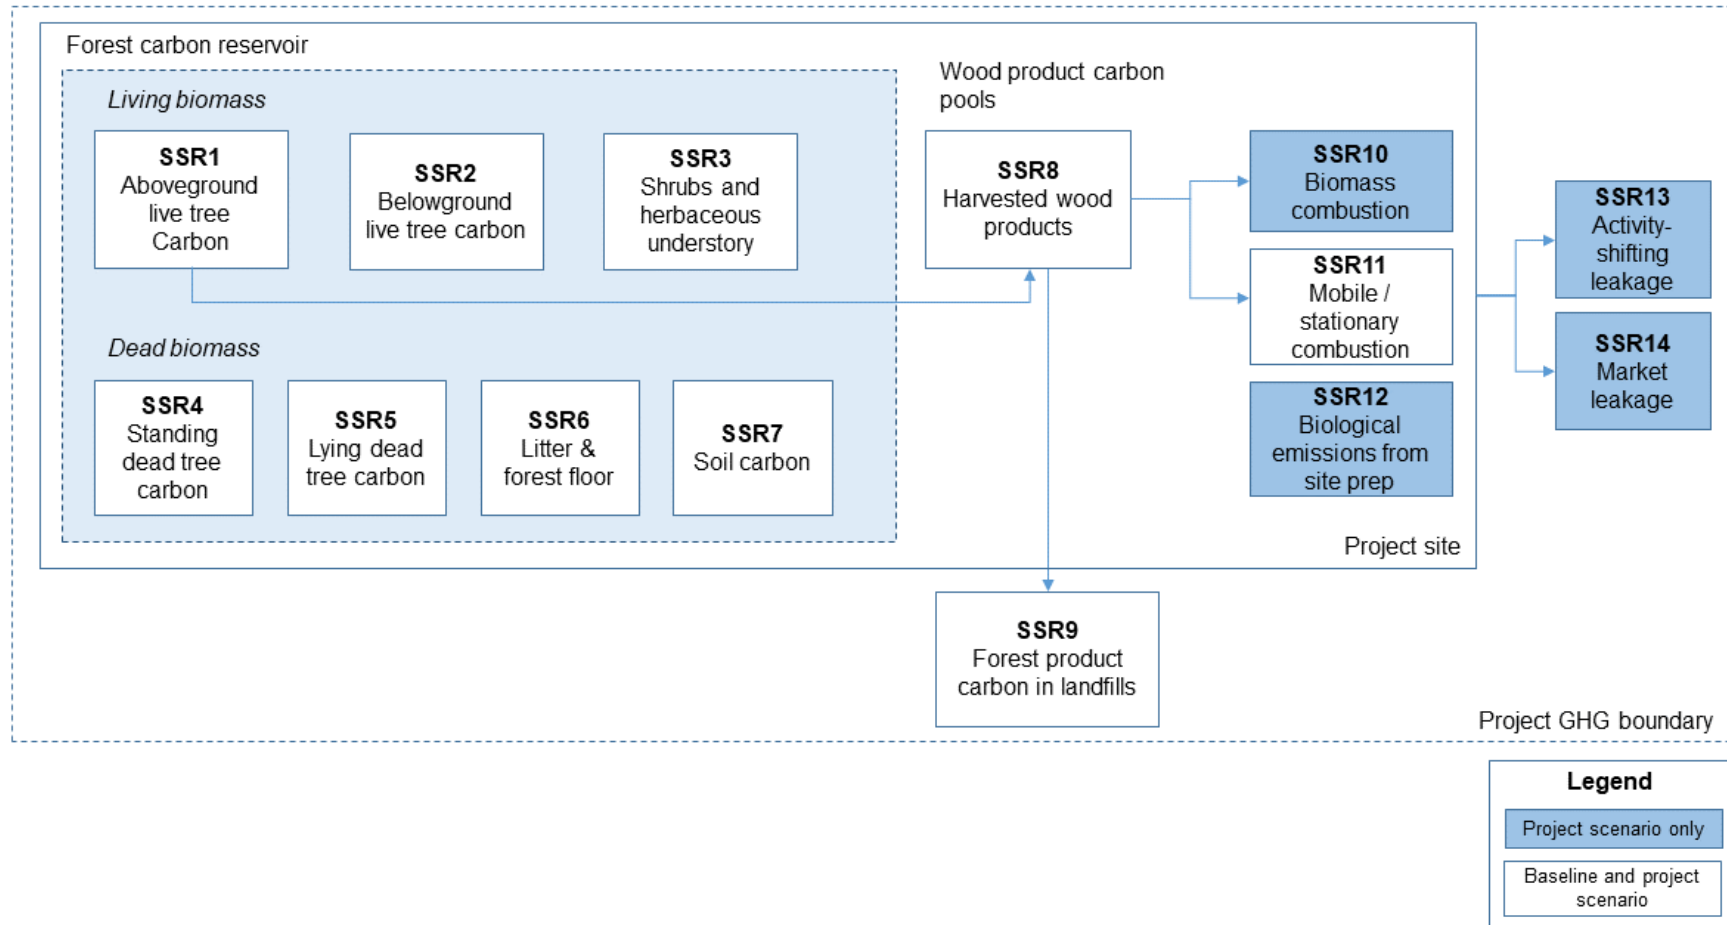 Forest carbon reservoir
Living biomass
SSR1
Aboveground
live tree
Carbon
SSR2
Belowground
live tree carbon
SSR3
Shrubs and
herbaceous
understory
Dead biomass
SSR4
Standing
dead tree
carbon
SSR5
Lying dead
tree carbon
SSR6
Litter &
forest floor
SSR7
Soil carbon
Wood product carbon
pools
SSR8
Harvested wood
products
SSR10
Biomass
combustion
SSR11
Mobile /
stationary
combustion
SSR12
Biological
emissions from
site prep
Project site
SSR13
Activity-
shifting
leakage
SSR14
Market
leakage
SSR9
Forest product
carbon in landfills
Project GHG boundary
Legend
Project scenario only
Baseline and project
scenario